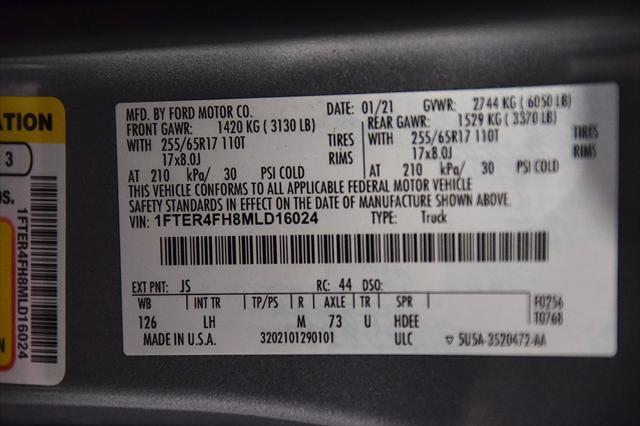 ATION
3
OS.
1FTER4FH8MLD16024
N
MFD. BY FORD MOTOR CO. DATE: 01/21 GVWR: 2744 KG ( 6050 LB)
FRONT GAWR: 1420 KG ( 3130 LB) REAR GAWR: 1529 KG ( 3370 LB)
WITH 255/65R17 110T TIRES WITH 255/65R17 110T TIRES
17x8.0J RIMS 17x8.0J RIMS
AT 210 kPa/ 30 PSI COLD AT 210 kPa/ 30 PSI COLD
THIS VEHICLE CONFORMS TO ALL APPLICABLE FEDERAL MOTOR VEHICLE
SAFETY STANDARDS IN EFFECT ON THE DATE OF MANUFACTURE SHOWN ABOVE.
VIN: 1FTER4FH8MLD16024 TYPE: Truck
EXT PNT: JS RC: 44 DSO:
WB INT TR TP/PS R AXLE TR SPR F0256
126 LH M 73 U HDEE T0768
MADE IN U.S.A. 3202101290101 ULC ▽ 5U5A-3520472-AA